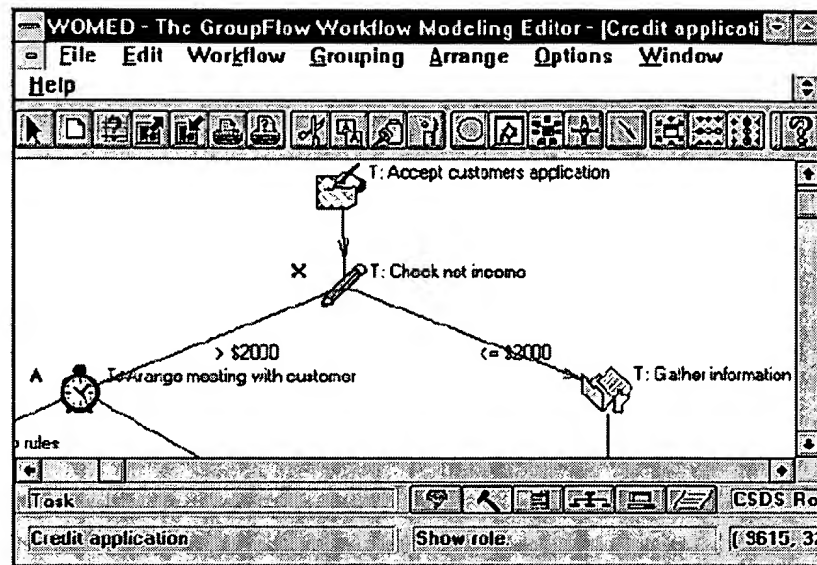 WOMED - The GroupFlow Workflow Modeling Editor - [Credit applicati
File Edit Workflow Grouping Arrange Options Window
Help
T: Accept customers application
X T: Check net income
> $2000 <= $2000
A T: Arrange meeting with customer T: Gather information
o rules
Task CSDS Ro
Credit application Show role. ( 3615, 32